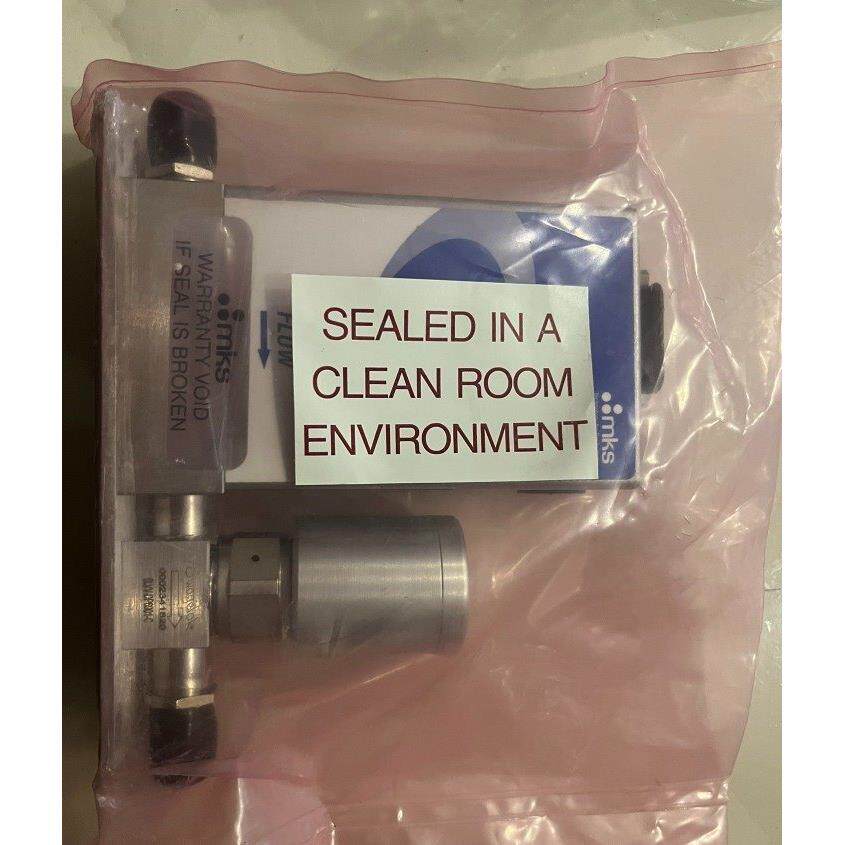 SEALED IN A
CLEAN ROOM
ENVIRONMENT
WARRANTY VOID
IF SEAL IS BROKEN
mks
FLOW
mks